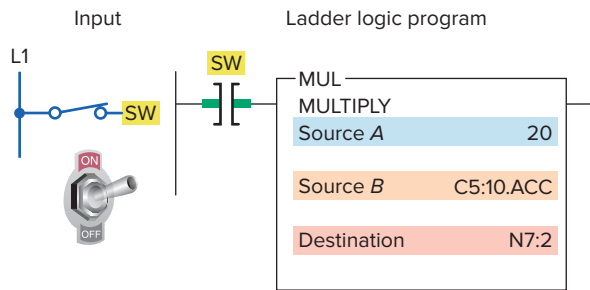 Input
Ladder logic program
L1
SW
SW
ON
OFF
MUL
MULTIPLY
Source A 20
Source B C5:10.ACC
Destination N7:2